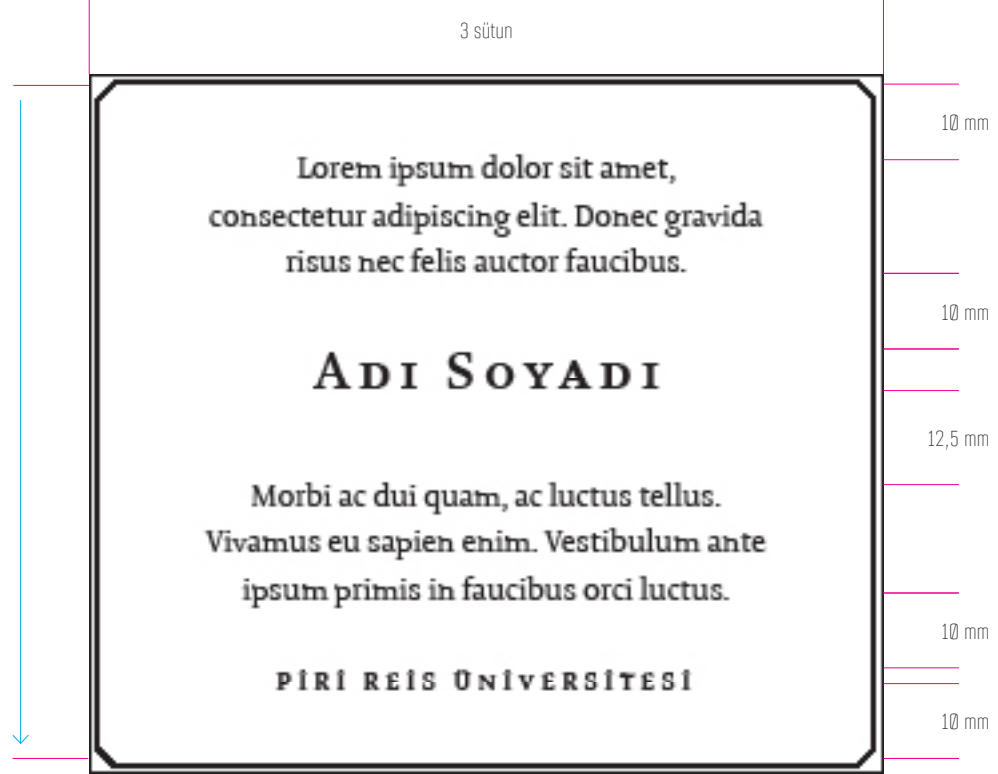 3 sütun
10 mm
Lorem ipsum dolor sit amet,
consectetur adipiscing elit. Donec gravida
risus nec felis auctor faucibus.
10 mm
ADI SOYADI
12,5 mm
Morbi ac dui quam, ac luctus tellus.
Vivamus eu sapien enim. Vestibulum ante
ipsum primis in faucibus orci luctus.
10 mm
PİRİ REİS ÜNİVERSİTESİ
10 mm